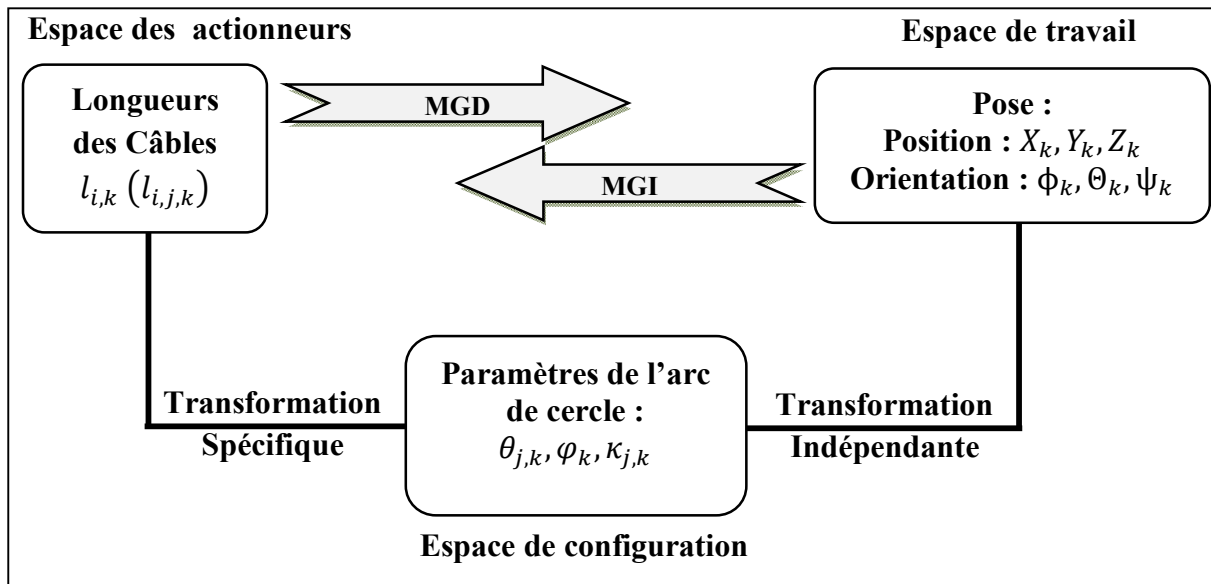 Espace des actionneurs
Espace de travail
Longueurs
des Câbles
l_{i,k} (l_{i,j,k})
MGD
MGI
Pose :
Position : X_k, Y_k, Z_k
Orientation : ϕ_k, Θ_k, ψ_k
Transformation
Spécifique
Paramètres de l’arc
de cercle :
θ_{j,k}, φ_k, κ_{j,k}
Transformation
Indépendante
Espace de configuration